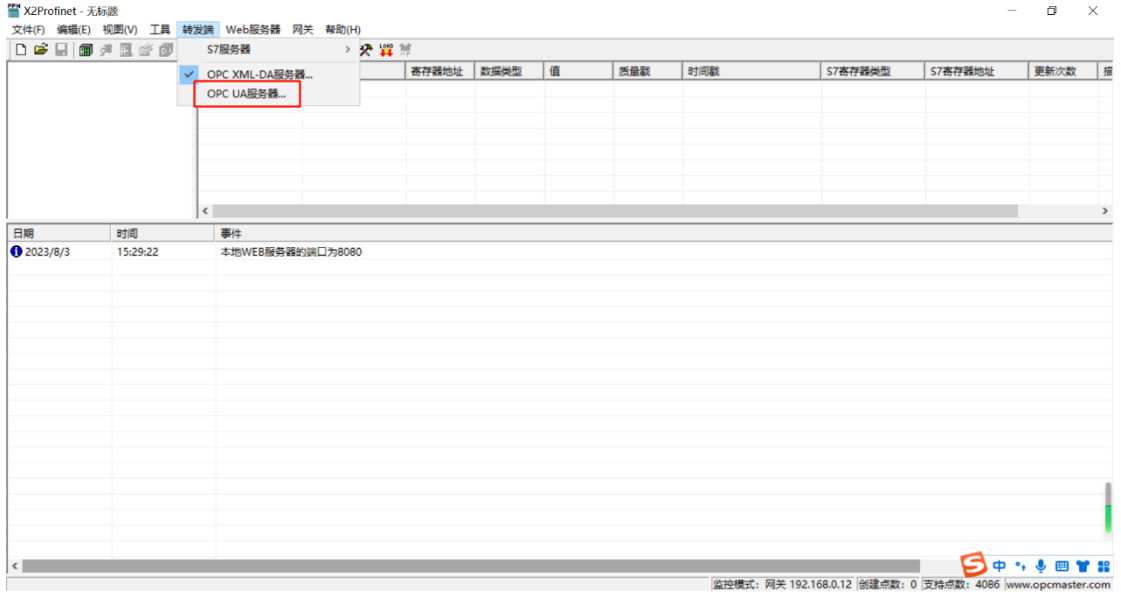 X2Profinet - 无标题
文件(F) 编辑(E) 视图(V) 工具 转发端 Web服务器 网关 帮助(H)
S7服务器
OPC XML-DA服务器...
OPC UA服务器...
寄存器地址 数据类型 值 质量戳 时间戳 S7寄存器类型 S7寄存器地址 更新次数 描
日期 时间 事件
2023/8/3 15:29:22 本地WEB服务器的端口为8080
中
监控模式: 网关 192.168.0.12 创建点数: 0 支持点数: 4086 www.opcmaster.com